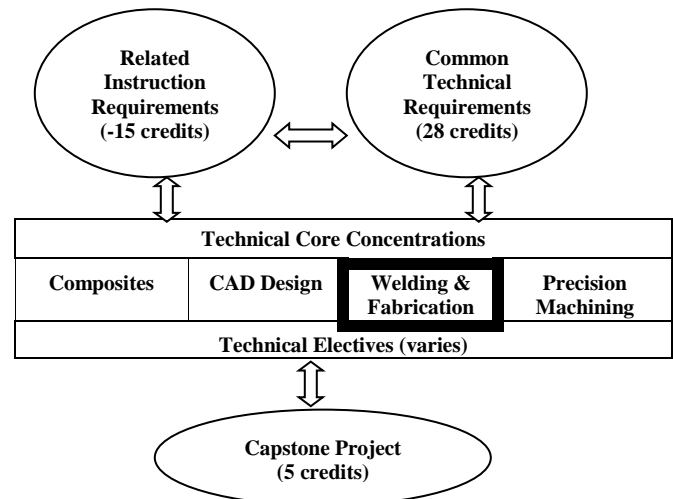 Related
Instruction
Requirements
(-15 credits)
Common
Technical
Requirements
(28 credits)
Technical Core Concentrations
Composites
CAD Design
Welding &
Fabrication
Precision
Machining
Technical Electives (varies)
Capstone Project
(5 credits)